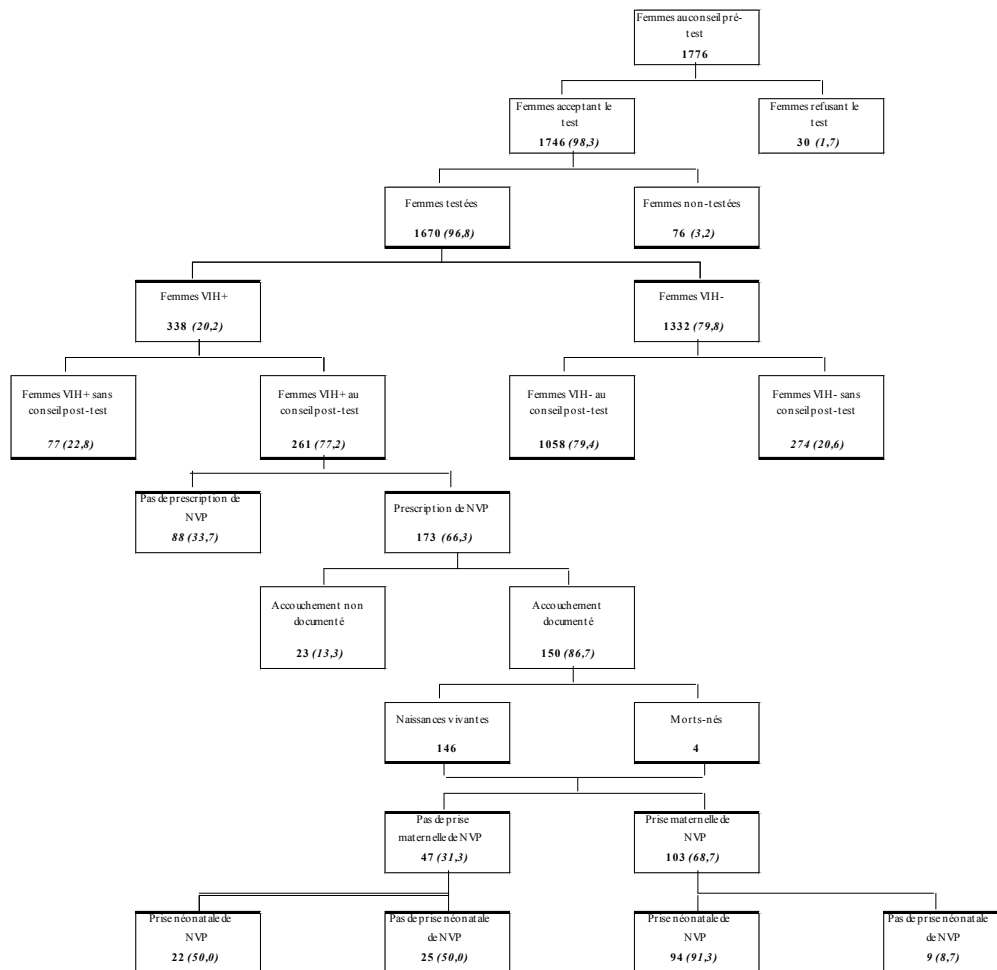 Femmes au conseil pré-
test
1776
Femmes acceptant le
test
1746 (98,3)
Femmes refusant le
test
30 (1,7)
Femmes testées
1670 (96,8)
Femmes non-testées
76 (3,2)
Femmes VIH+
338 (20,2)
Femmes VIH-
1332 (79,8)
Femmes VIH+ sans
conseil post-test
77 (22,8)
Femmes VIH+ au
conseil post-test
261 (77,2)
Femmes VIH- au
conseil post-test
1058 (79,4)
Femmes VIH- sans
conseil post-test
274 (20,6)
Pas de prescription de
NVP
88 (33,7)
Prescription de NVP
173 (66,3)
Accouchement non
documenté
23 (13,3)
Accouchement
documenté
150 (86,7)
Naissances vivantes
146
Morts-nés
4
Pas de prise
maternelle de NVP
47 (31,3)
Prise maternelle de
NVP
103 (68,7)
Prise néonatale de
NVP
22 (50,0)
Pas de prise néonatale
de NVP
25 (50,0)
Prise néonatale de
NVP
94 (91,3)
Pas de prise néonatale
de NVP
9 (8,7)